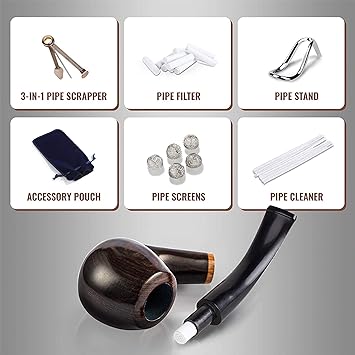 3-IN-1 PIPE SCRAPPER
PIPE FILTER
PIPE STAND
ACCESSORY POUCH
PIPE SCREENS
PIPE CLEANER